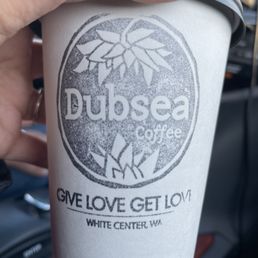 Dubsea
Coffee
GIVE LOVE GET LOVE
WHITE CENTER, WA